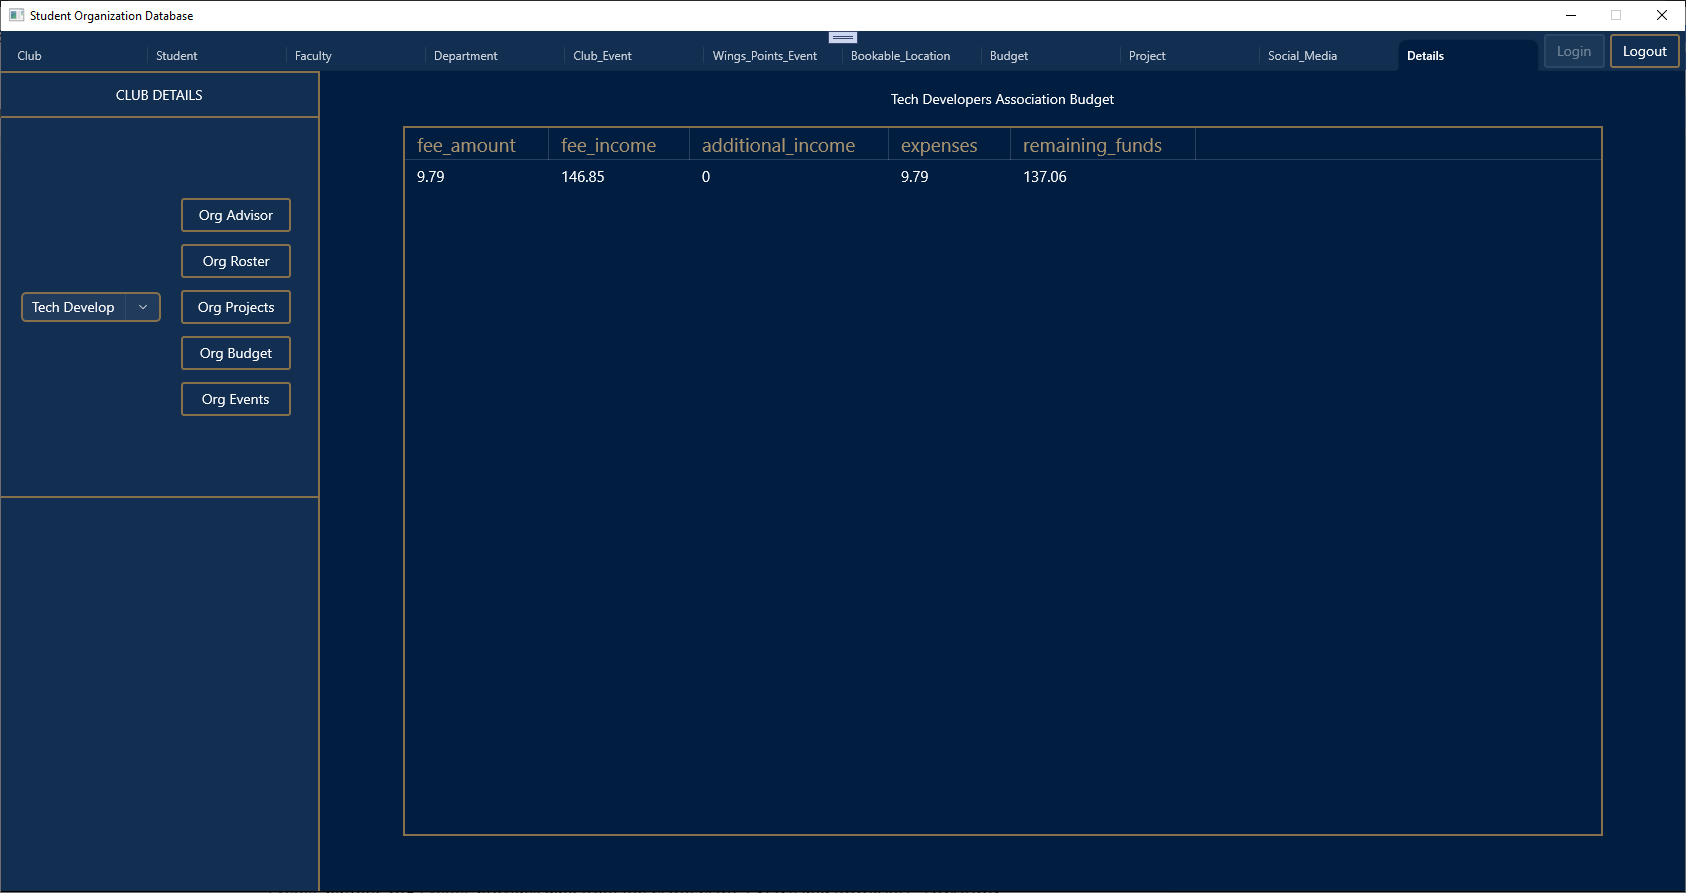 Student Organization Database
Club Student Faculty Department Club_Event Wings_Points_Event Bookable_Location Budget Project Social_Media Details Login Logout
CLUB DETAILS
Org Advisor
Org Roster
Tech Develop Org Projects
Org Budget
Org Events
Tech Developers Association Budget
fee_amount fee_income additional_income expenses remaining_funds
9.79 146.85 0 9.79 137.06